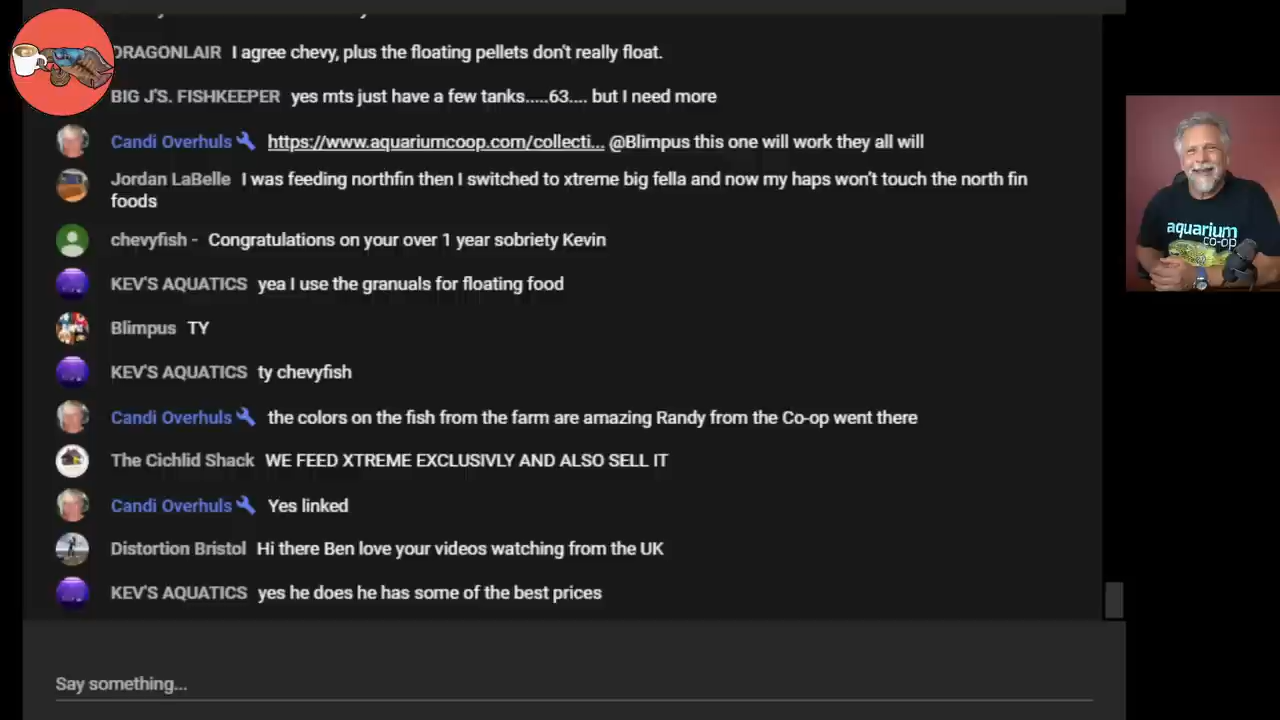 DRAGONLAIR I agree chevy, plus the floating pellets don't really float.
BIG J'S. FISHKEEPER yes mts just have a few tanks.....63.... but I need more
Candi Overhuls https://www.aquariumcoop.com/collecti... @Blimpus this one will work they all will
Jordan LaBelle I was feeding northfin then I switched to xtreme big fella and now my haps won't touch the north fin
foods
chevyfish - Congratulations on your over 1 year sobriety Kevin
KEV'S AQUATICS yea I use the granuals for floating food
Blimpus TY
KEV'S AQUATICS ty chevyfish
Candi Overhuls the colors on the fish from the farm are amazing Randy from the Co-op went there
The Cichlid Shack WE FEED XTREME EXCLUSIVLY AND ALSO SELL IT
Candi Overhuls Yes linked
Distortion Bristol Hi there Ben love your videos watching from the UK
KEV'S AQUATICS yes he does he has some of the best prices
Say something...
aquarium
co-op